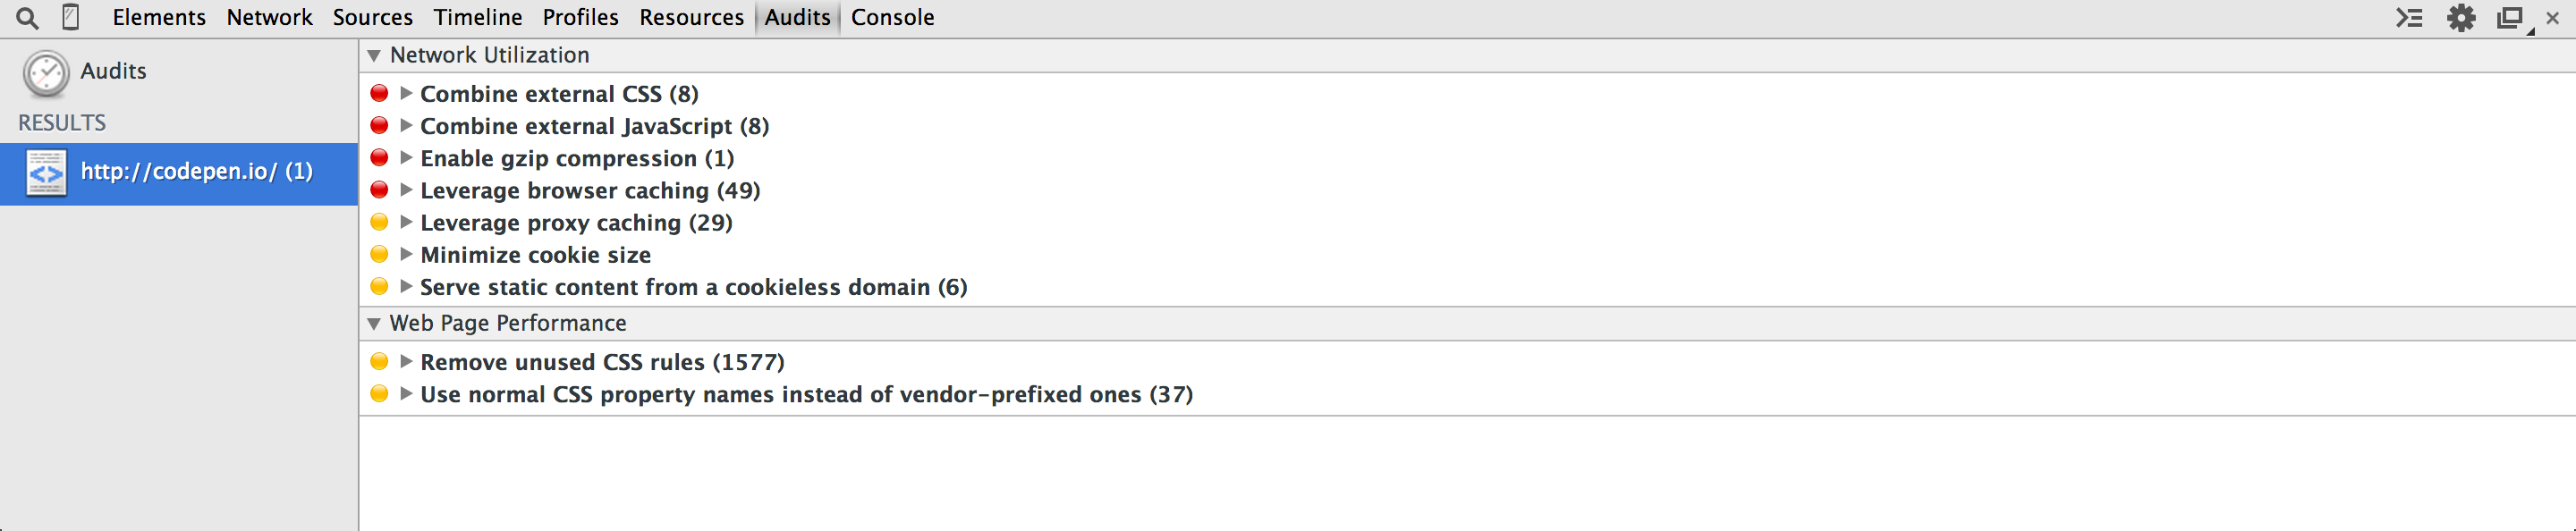 Elements Network Sources Timeline Profiles Resources Audits Console
Audits
RESULTS
http://codepen.io/ (1)
Network Utilization
Combine external CSS (8)
Combine external JavaScript (8)
Enable gzip compression (1)
Leverage browser caching (49)
Leverage proxy caching (29)
Minimize cookie size
Serve static content from a cookieless domain (6)
Web Page Performance
Remove unused CSS rules (1577)
Use normal CSS property names instead of vendor-prefixed ones (37)